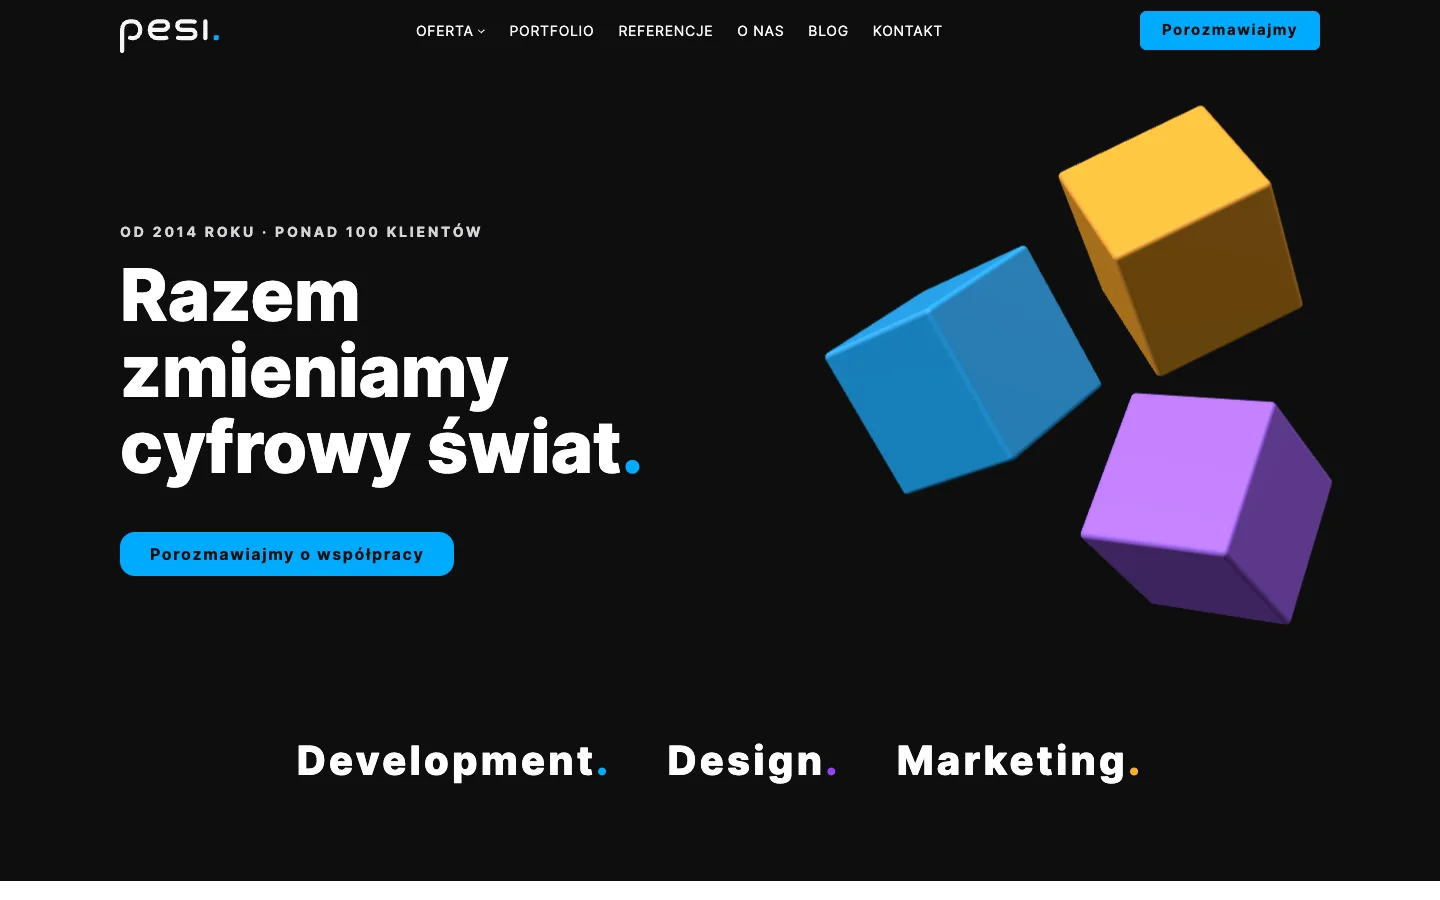 pesi.
OFERTA PORTFOLIO REFERENCJE O NAS BLOG KONTAKT
Porozmawiajmy
OD 2014 ROKU · PONAD 100 KLIENTÓW
Razem
zmieniamy
cyfrowy świat.
Porozmawiajmy o współpracy
Development. Design. Marketing.